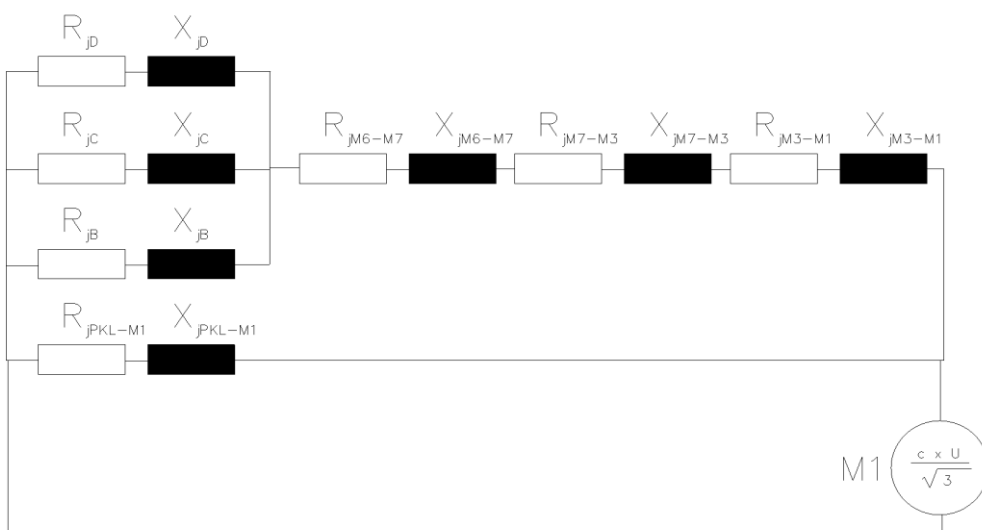 R jD X jD
R jC X jC
R jM6-M7 X jM6-M7 R jM7-M3 X jM7-M3 R jM3-M1 X jM3-M1
R jB X jB
R jPKL-M1 X jPKL-M1
M1
c x U
√3